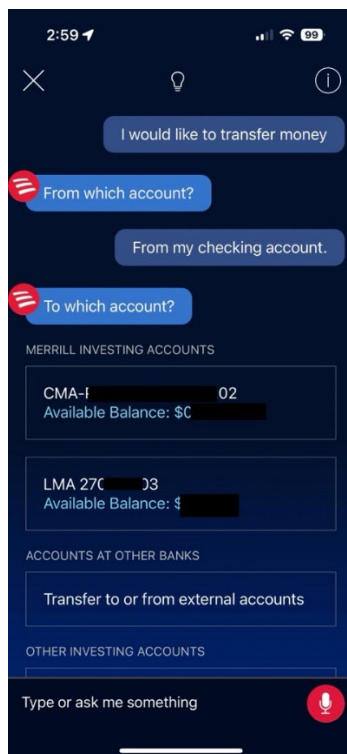 2:59
99
I would like to transfer money
From which account?
From my checking account.
To which account?
MERRILL INVESTING ACCOUNTS
CMA- 02
Available Balance: $0
LMA 270 03
Available Balance: $
ACCOUNTS AT OTHER BANKS
Transfer to or from external accounts
OTHER INVESTING ACCOUNTS
Type or ask me something